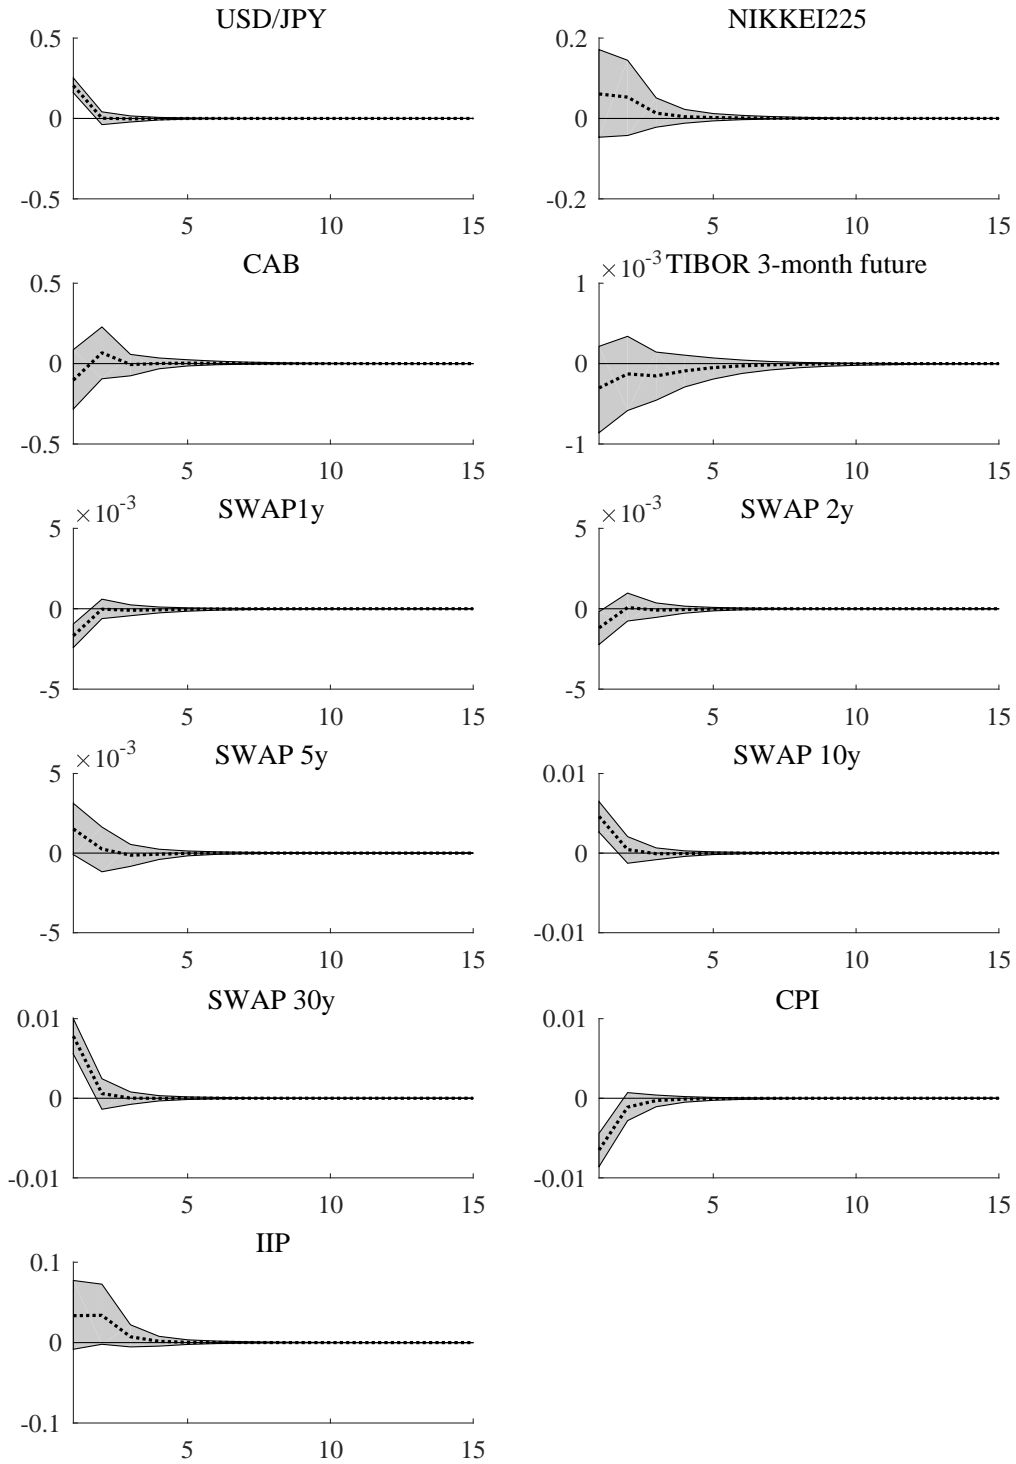 USD/JPY
0.5
0
-0.5
5 10 15
NIKKEI225
0.2
0
-0.2
5 10 15
CAB
0.5
0
-0.5
5 10 15
×10⁻³ TIBOR 3-month future
1
0
-1
5 10 15
×10⁻³ SWAP1y
5
0
-5
5 10 15
×10⁻³ SWAP 2y
5
0
-5
5 10 15
×10⁻³ SWAP 5y
5
0
-5
5 10 15
SWAP 10y
0.01
0
-0.01
5 10 15
SWAP 30y
0.01
0
-0.01
5 10 15
CPI
0.01
0
-0.01
5 10 15
IIP
0.1
0
-0.1
5 10 15